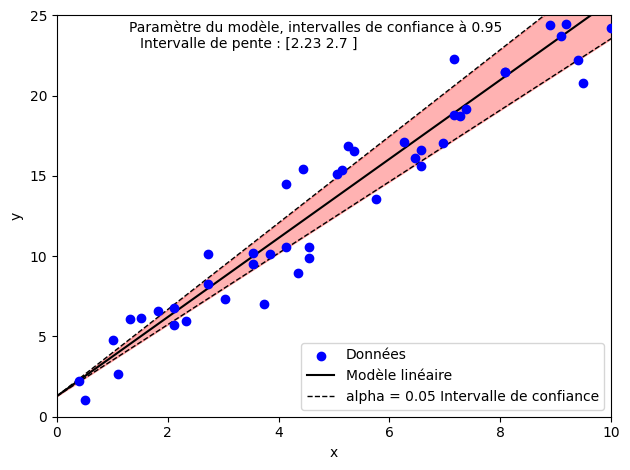 Paramètre du modèle, intervalles de confiance à 0.95
Intervalle de pente : [2.23 2.7 ]
25
20
15
10
5
0
y
0 2 4 6 8 10
x
Données
Modèle linéaire
alpha = 0.05 Intervalle de confiance